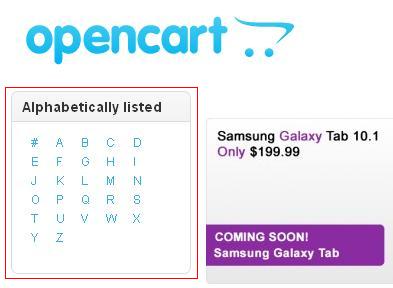 opencart
Alphabetically listed
# A B C D
E F G H I
J K L M N
O P Q R S
T U V W X
Y Z
Samsung Galaxy Tab 10.1
Only $199.99
COMING SOON!
Samsung Galaxy Tab